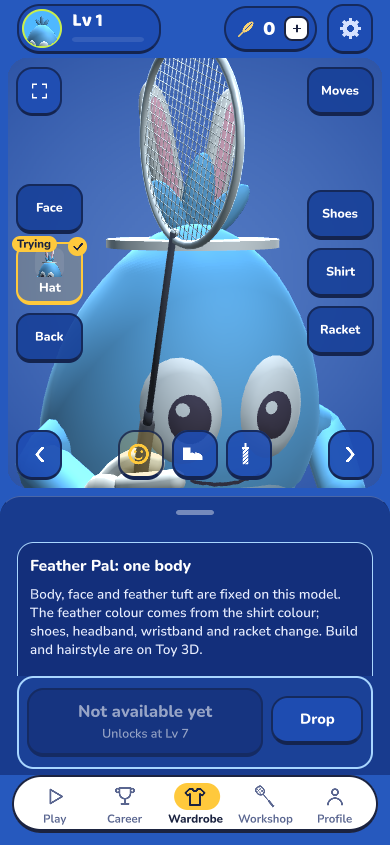 Lv 1
0
+
Moves
Face
Shoes
Trying
Hat
Shirt
Back
Racket
Feather Pal: one body
Body, face and feather tuft are fixed on this model.
The feather colour comes from the shirt colour;
shoes, headband, wristband and racket change. Build
and hairstyle are on Toy 3D.
Not available yet
Unlocks at Lv 7
Drop
Play
Career
Wardrobe
Workshop
Profile